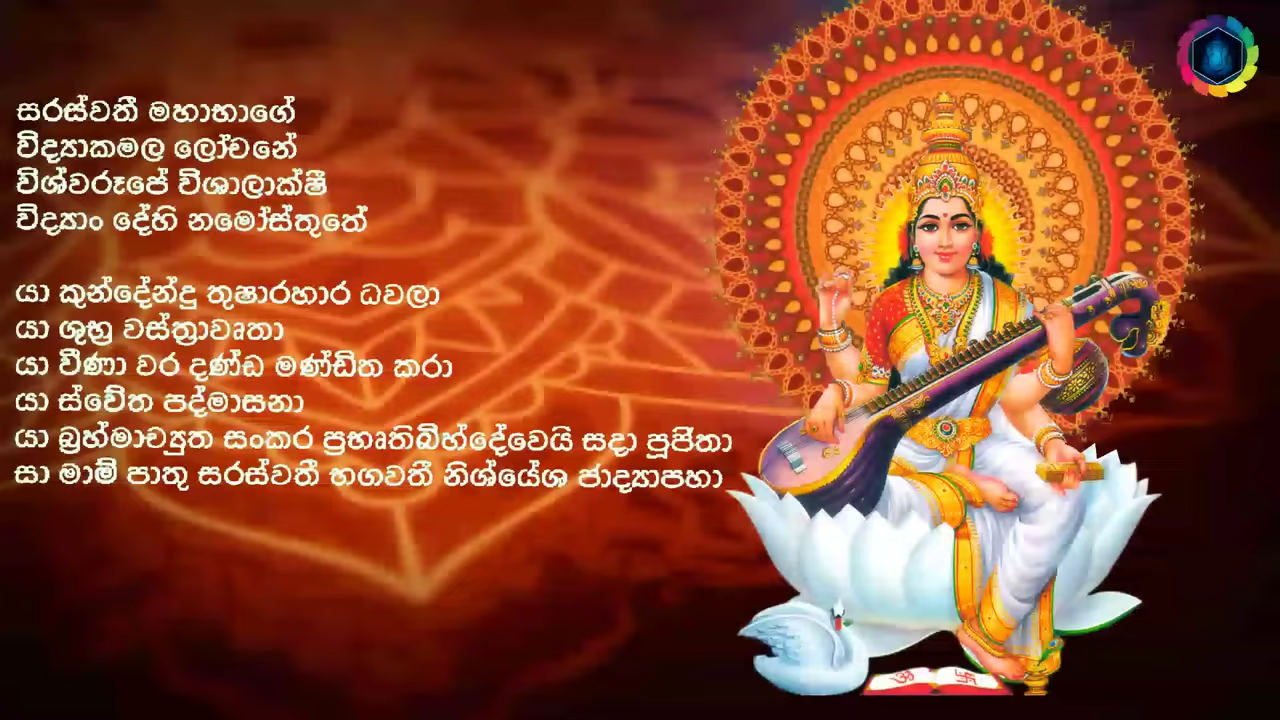 සරස්වතී මහාභාගේ
විද්‍යාකමල ලෝචනේ
විශ්වරූපේ විශාලාක්ෂී
විද්‍යාං දේහි නමෝස්තුතේ
යා කුන්දේන්දු තුෂාරහාර ධවලා
යා ශුභ්‍ර වස්ත්‍රාවෘතා
යා වීණා වර දණ්ඩ මණ්ඩිත කරා
යා ස්වේත පද්මාසනා
යා බ්‍රහ්මාච්‍යුත සංකර ප්‍රභෘතිබිහ්දේවෙයි සදා පූජිතා
සා මාම් පාතු සරස්වතී භගවතී නිශ්යේශ ජාද්‍යාපහා
ॐ 卐